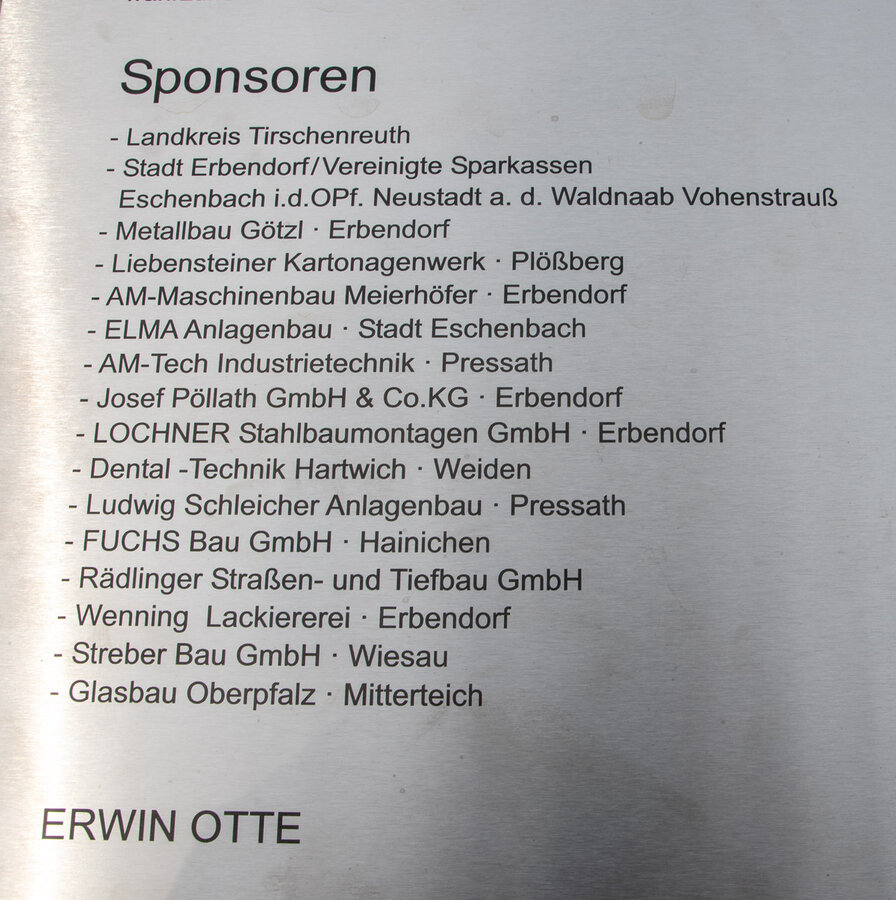 Sponsoren
- Landkreis Tirschenreuth
- Stadt Erbendorf/Vereinigte Sparkassen
Eschenbach i.d.OPf. Neustadt a. d. Waldnaab Vohenstrauß
- Metallbau Götzl · Erbendorf
- Liebensteiner Kartonagenwerk · Plößberg
- AM-Maschinenbau Meierhöfer · Erbendorf
- ELMA Anlagenbau · Stadt Eschenbach
- AM-Tech Industrietechnik · Pressath
- Josef Pöllath GmbH & Co.KG · Erbendorf
- LOCHNER Stahlbaumontagen GmbH · Erbendorf
- Dental -Technik Hartwich · Weiden
- Ludwig Schleicher Anlagenbau · Pressath
- FUCHS Bau GmbH · Hainichen
- Rädlinger Straßen- und Tiefbau GmbH
- Wenning  Lackiererei · Erbendorf
- Streber Bau GmbH · Wiesau
- Glasbau Oberpfalz · Mitterteich
ERWIN OTTE